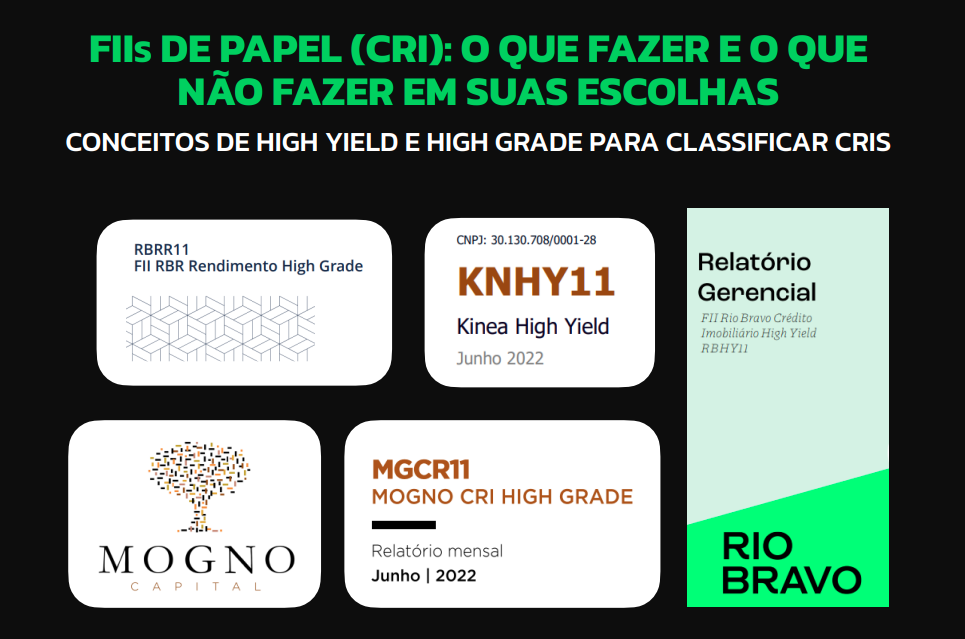 FIIs DE PAPEL (CRI): O QUE FAZER E O QUE
NÃO FAZER EM SUAS ESCOLHAS
CONCEITOS DE HIGH YIELD E HIGH GRADE PARA CLASSIFICAR CRIS
RBRR11
FII RBR Rendimento High Grade
CNPJ: 30.130.708/0001-28
KNHY11
Kinea High Yield
Junho 2022
Relatório
Gerencial
FII Rio Bravo Crédito
Imobiliário High Yield
RBHY11
MOGNO
CAPITAL
MGCR11
MOGNO CRI HIGH GRADE
Relatório mensal
Junho | 2022
RIO
BRAVO